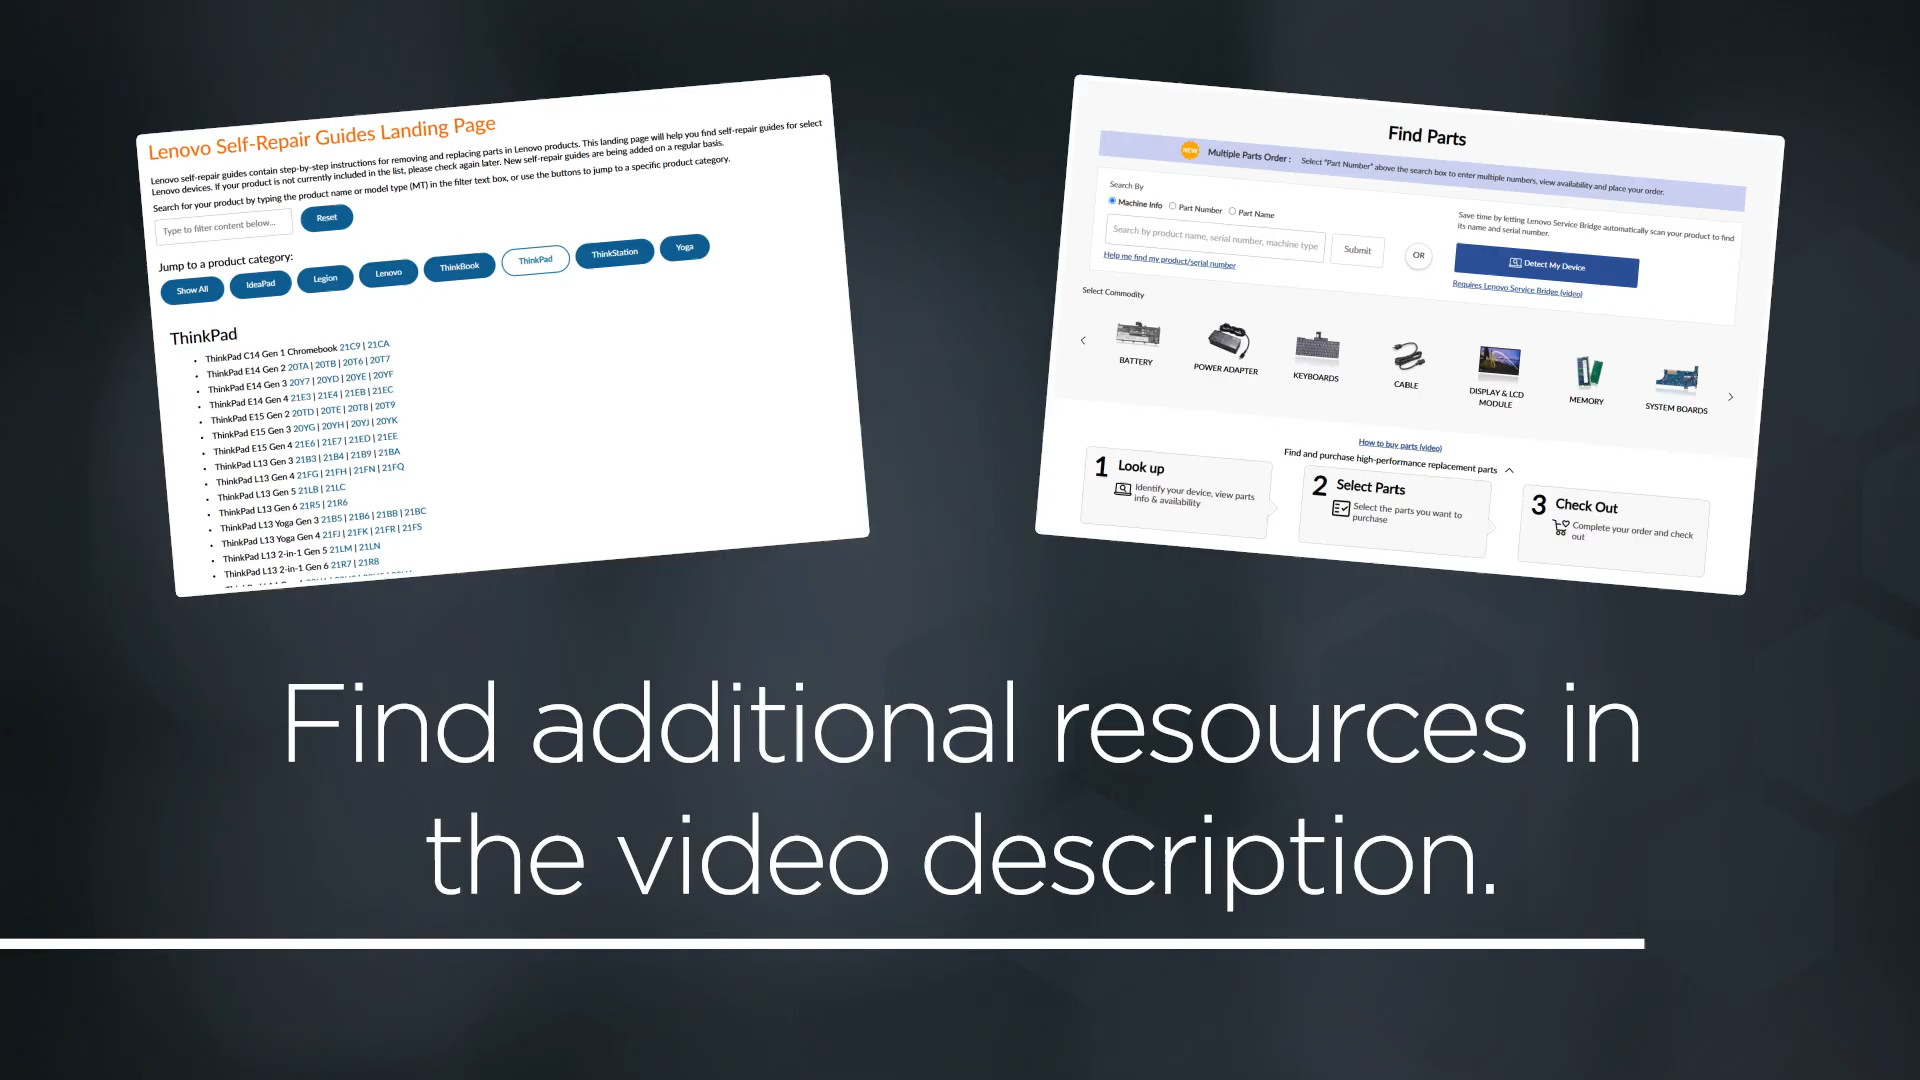 Lenovo Self-Repair Guides Landing Page
Lenovo self-repair guides contain step-by-step instructions for removing and replacing parts in Lenovo products. This landing page will help you find self-repair guides for select
Lenovo devices. If your product is not currently included in the list, please check again later. New self-repair guides are being added on a regular basis.
Search for your product by typing the product name or model type (MT) in the filter text box, or use the buttons to jump to a specific product category.
Type to filter content below...
Reset
Jump to a product category:
Show All
IdeaPad
Legion
Lenovo
ThinkBook
ThinkPad
ThinkStation
Yoga
ThinkPad
• ThinkPad C14 Gen 1 Chromebook 21C9 | 21CA
• ThinkPad E14 Gen 2 20TA | 20TB | 20T6 | 20T7
• ThinkPad E14 Gen 3 20Y7 | 20YD | 20YE | 20YF
• ThinkPad E14 Gen 4 21E3 | 21E4 | 21EB | 21EC
• ThinkPad E15 Gen 2 20TD | 20TE | 20T8 | 20T9
• ThinkPad E15 Gen 3 20YG | 20YH | 20YJ | 20YK
• ThinkPad E15 Gen 4 21E6 | 21E7 | 21ED | 21EE
• ThinkPad L13 Gen 3 21B3 | 21B4 | 21B9 | 21BA
• ThinkPad L13 Gen 4 21FG | 21FH | 21FN | 21FQ
• ThinkPad L13 Gen 5 21LB | 21LC
• ThinkPad L13 Gen 6 21R5 | 21R6
• ThinkPad L13 Yoga Gen 3 21B5 | 21B6 | 21BB | 21BC
• ThinkPad L13 Yoga Gen 4 21FJ | 21FK | 21FR | 21FS
• ThinkPad L13 2-in-1 Gen 5 21LM | 21LN
• ThinkPad L13 2-in-1 Gen 6 21R7 | 21R8
Find Parts
NEW
Multiple Parts Order : Select "Part Number" above the search box to enter multiple numbers, view availability and place your order.
Search By
Machine Info
Part Number
Part Name
Search by product name, serial number, machine type
Submit
Help me find my product/serial number
OR
Save time by letting Lenovo Service Bridge automatically scan your product to find
its name and serial number.
Detect My Device
Requires Lenovo Service Bridge (video)
Select Commodity
BATTERY
POWER ADAPTER
KEYBOARDS
CABLE
DISPLAY & LCD
MODULE
MEMORY
SYSTEM BOARDS
How to buy parts (video)
Find and purchase high-performance replacement parts
1 Look up
Identify your device, view parts
info & availability
2 Select Parts
Select the parts you want to
purchase
3 Check Out
Complete your order and check
out
Find additional resources in
the video description.